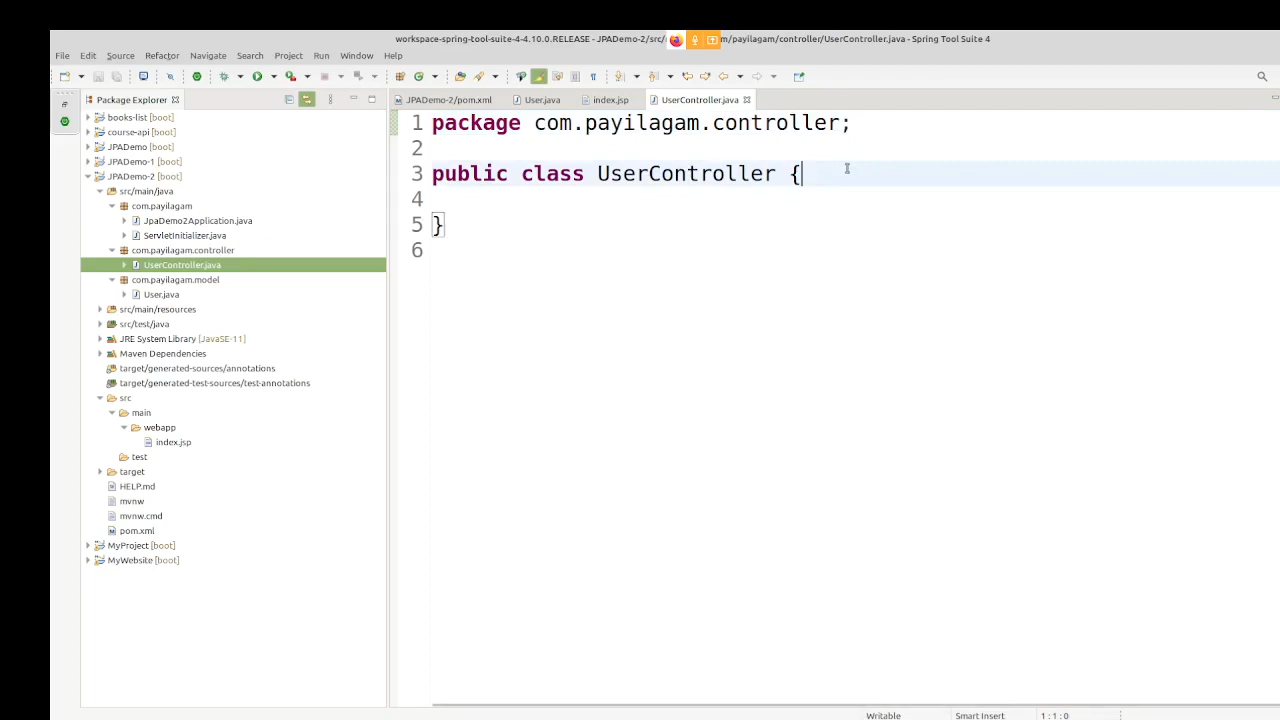 workspace-spring-tool-suite-4-4.10.0.RELEASE - JPADemo-2/src/ m/payilagam/controller/UserController.java - Spring Tool Suite 4
File Edit Source Refactor Navigate Search Project Run Window Help
Package Explorer
JPADemo-2/pom.xml User.java index.jsp UserController.java
books-list [boot]
course-api [boot]
JPADemo [boot]
JPADemo-1 [boot]
JPADemo-2 [boot]
src/main/java
com.payilagam
JpaDemo2Application.java
ServletInitializer.java
com.payilagam.controller
UserController.java
com.payilagam.model
User.java
src/main/resources
src/test/java
JRE System Library [JavaSE-11]
Maven Dependencies
target/generated-sources/annotations
target/generated-test-sources/test-annotations
src
main
webapp
index.jsp
test
target
HELP.md
mvnw
mvnw.cmd
pom.xml
MyProject [boot]
MyWebsite [boot]
1 package com.payilagam.controller;
2
3 public class UserController {
4
5 }
6
Writable Smart Insert 1 : 1 : 0